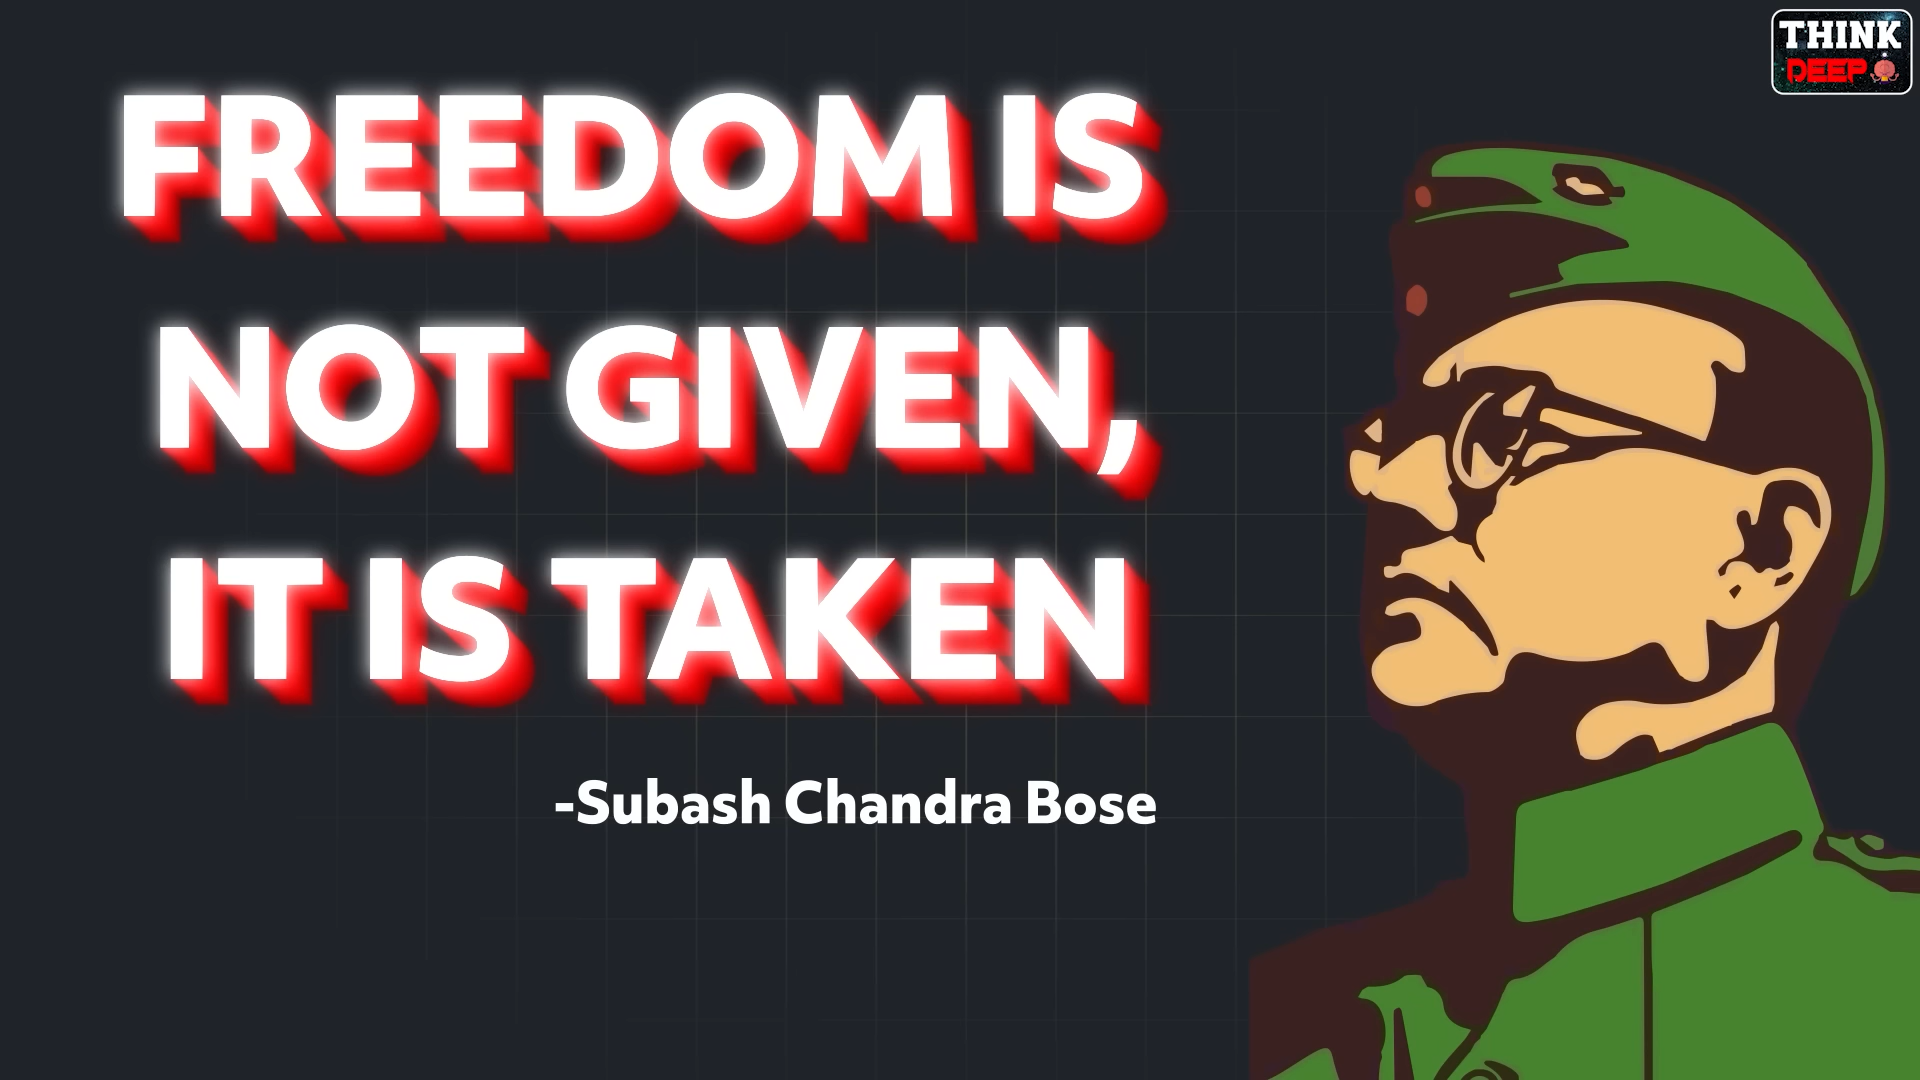 THINK
DEEP
FREEDOM IS
NOT GIVEN,
IT IS TAKEN
-Subash Chandra Bose